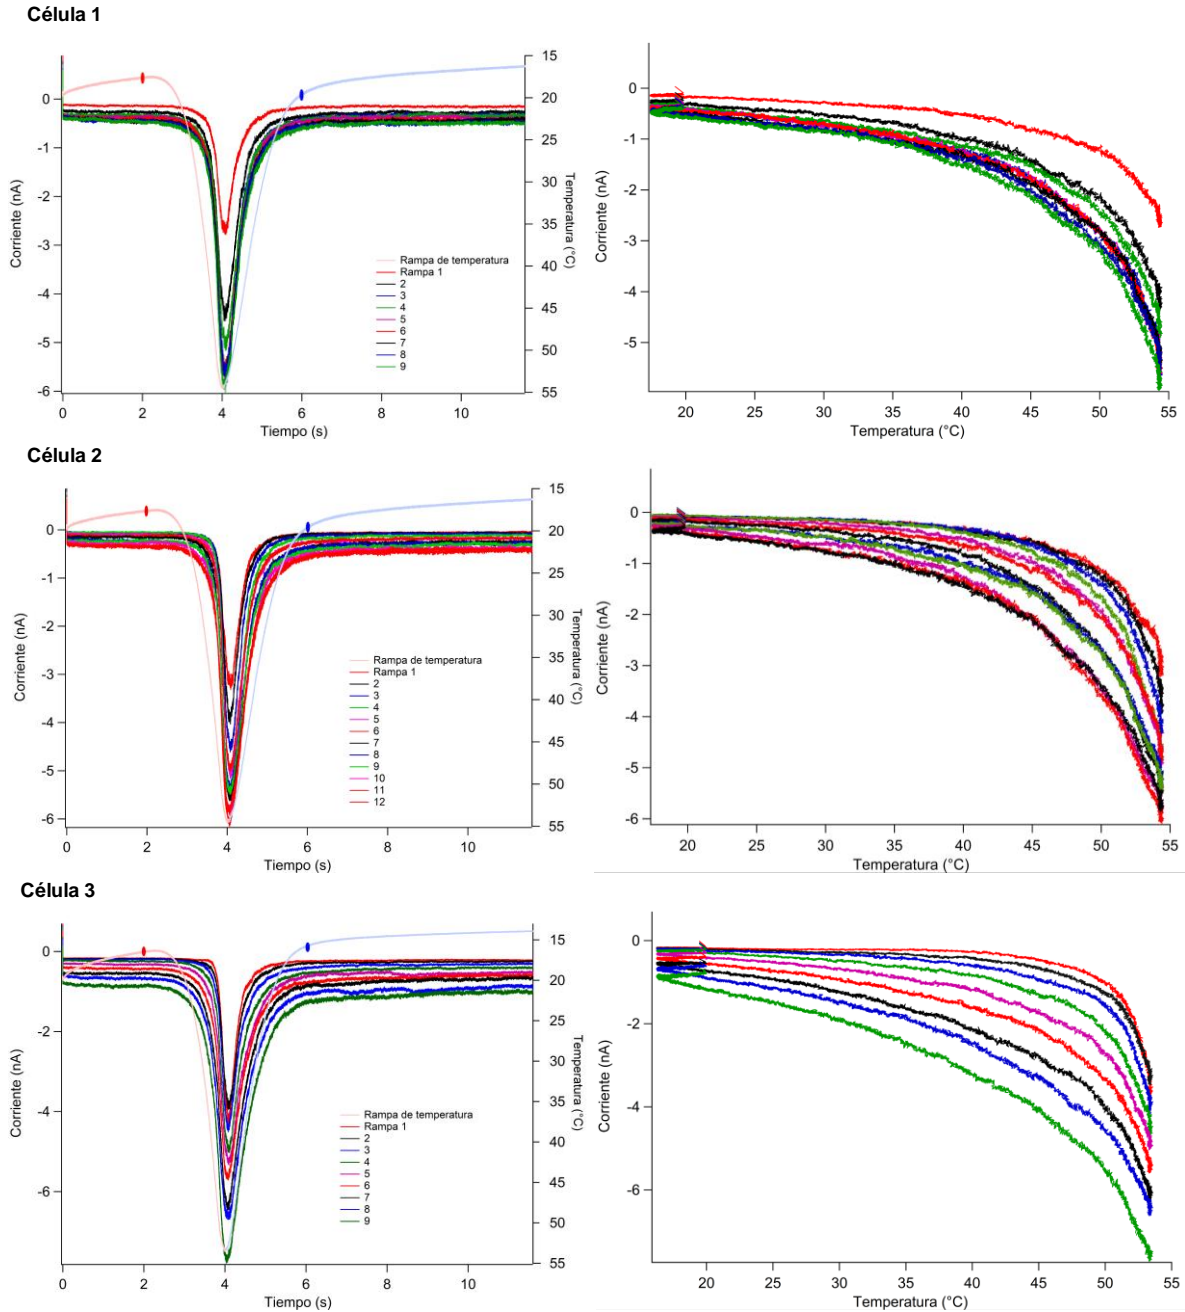 Célula 1
0
-1
-2
-3
-4
-5
-6
Corriente (nA)
0 2 4 6 8 10
Tiempo (s)
15
20
25
30
35
40
45
50
55
Temperatura (°C)
Rampa de temperatura
Rampa 1
2
3
4
5
6
7
8
9
0
-1
-2
-3
-4
-5
Corriente (nA)
20 25 30 35 40 45 50 55
Temperatura (°C)
Célula 2
0
-1
-2
-3
-4
-5
-6
Corriente (nA)
0 2 4 6 8 10
Tiempo (s)
15
20
25
30
35
40
45
50
55
Temperatura (°C)
Rampa de temperatura
Rampa 1
2
3
4
5
6
7
8
9
10
11
12
0
-1
-2
-3
-4
-5
-6
Corriente (nA)
20 25 30 35 40 45 50 55
Temperatura (°C)
Célula 3
0
-2
-4
-6
Corriente (nA)
0 2 4 6 8 10
Tiempo (s)
15
20
25
30
35
40
45
50
55
Temperatura (°C)
Rampa de temperatura
Rampa 1
2
3
4
5
6
7
8
9
0
-2
-4
-6
Corriente (nA)
20 25 30 35 40 45 50 55
Temperatura (°C)